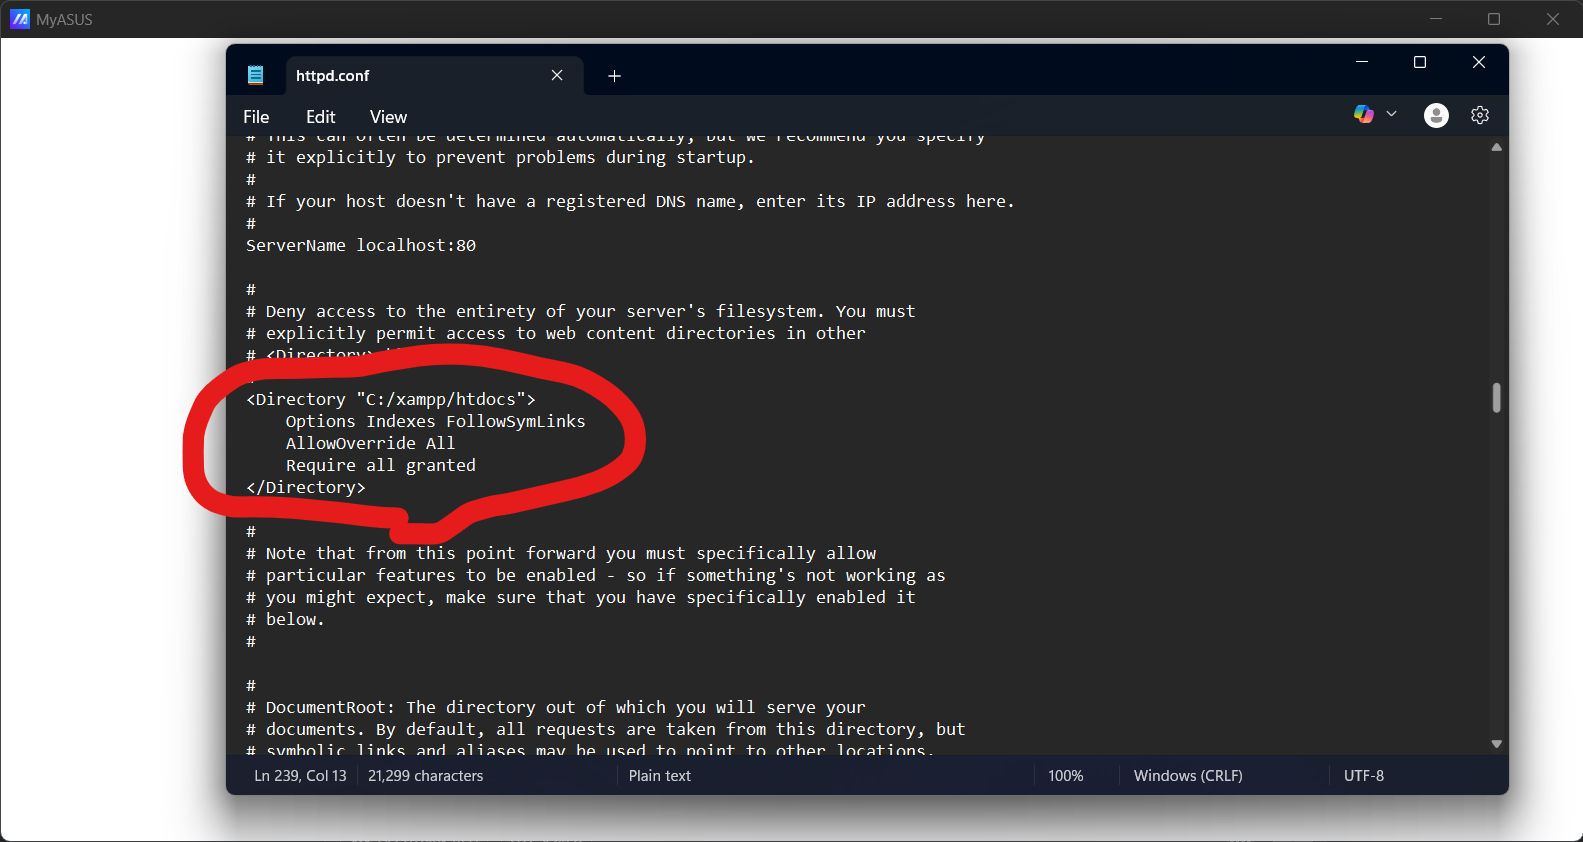 MyASUS
httpd.conf
File Edit View
# This can often be determined automatically, but we recommend you specify
# it explicitly to prevent problems during startup.
#
# If your host doesn't have a registered DNS name, enter its IP address here.
#
ServerName localhost:80
#
# Deny access to the entirety of your server's filesystem. You must
# explicitly permit access to web content directories in other
# <Directory>
<Directory "C:/xampp/htdocs">
Options Indexes FollowSymLinks
AllowOverride All
Require all granted
</Directory>
#
# Note that from this point forward you must specifically allow
# particular features to be enabled - so if something's not working as
# you might expect, make sure that you have specifically enabled it
# below.
#
#
# DocumentRoot: The directory out of which you will serve your
# documents. By default, all requests are taken from this directory, but
# symbolic links and aliases may be used to point to other locations.
Ln 239, Col 13 21,299 characters Plain text 100% Windows (CRLF) UTF-8